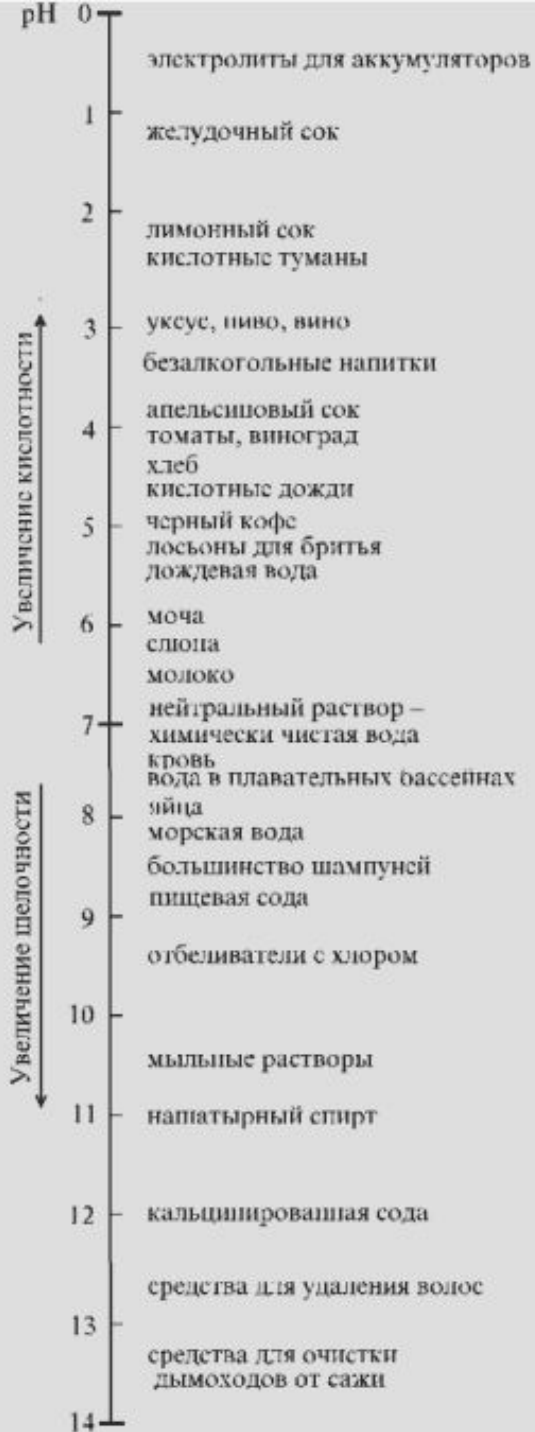 pH 0
электролиты для аккумуляторов
1
желудочный сок
2
лимонный сок
кислотные туманы
3 уксус, пиво, вино
безалкогольные напитки
апельсиновый сок
4 томаты, виноград
хлеб
кислотные дожди
5 черный кофе
лосьоны для бритья
дождевая вода
6 моча
слюна
молоко
нейтральный раствор –
7 химически чистая вода
кровь
вода в плавательных бассейнах
8 яйца
морская вода
большинство шампуней
пищевая сода
9
отбеливатели с хлором
10
мыльные растворы
11 нашатырный спирт
12 кальцинированная сода
средства для удаления волос
13
средства для очистки
дымоходов от сажи
14
Увеличение кислотности
Увеличение щелочности